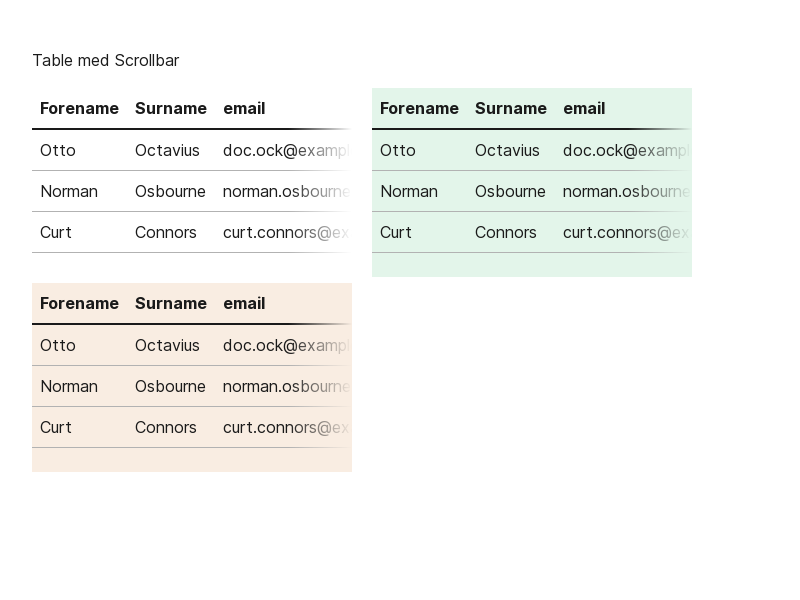 Table med Scrollbar
Forename Surname email
Otto Octavius doc.ock@exampl
Norman Osbourne norman.osbourne
Curt Connors curt.connors@ex
Forename Surname email
Otto Octavius doc.ock@exampl
Norman Osbourne norman.osbourne
Curt Connors curt.connors@ex
Forename Surname email
Otto Octavius doc.ock@exampl
Norman Osbourne norman.osbourne
Curt Connors curt.connors@ex